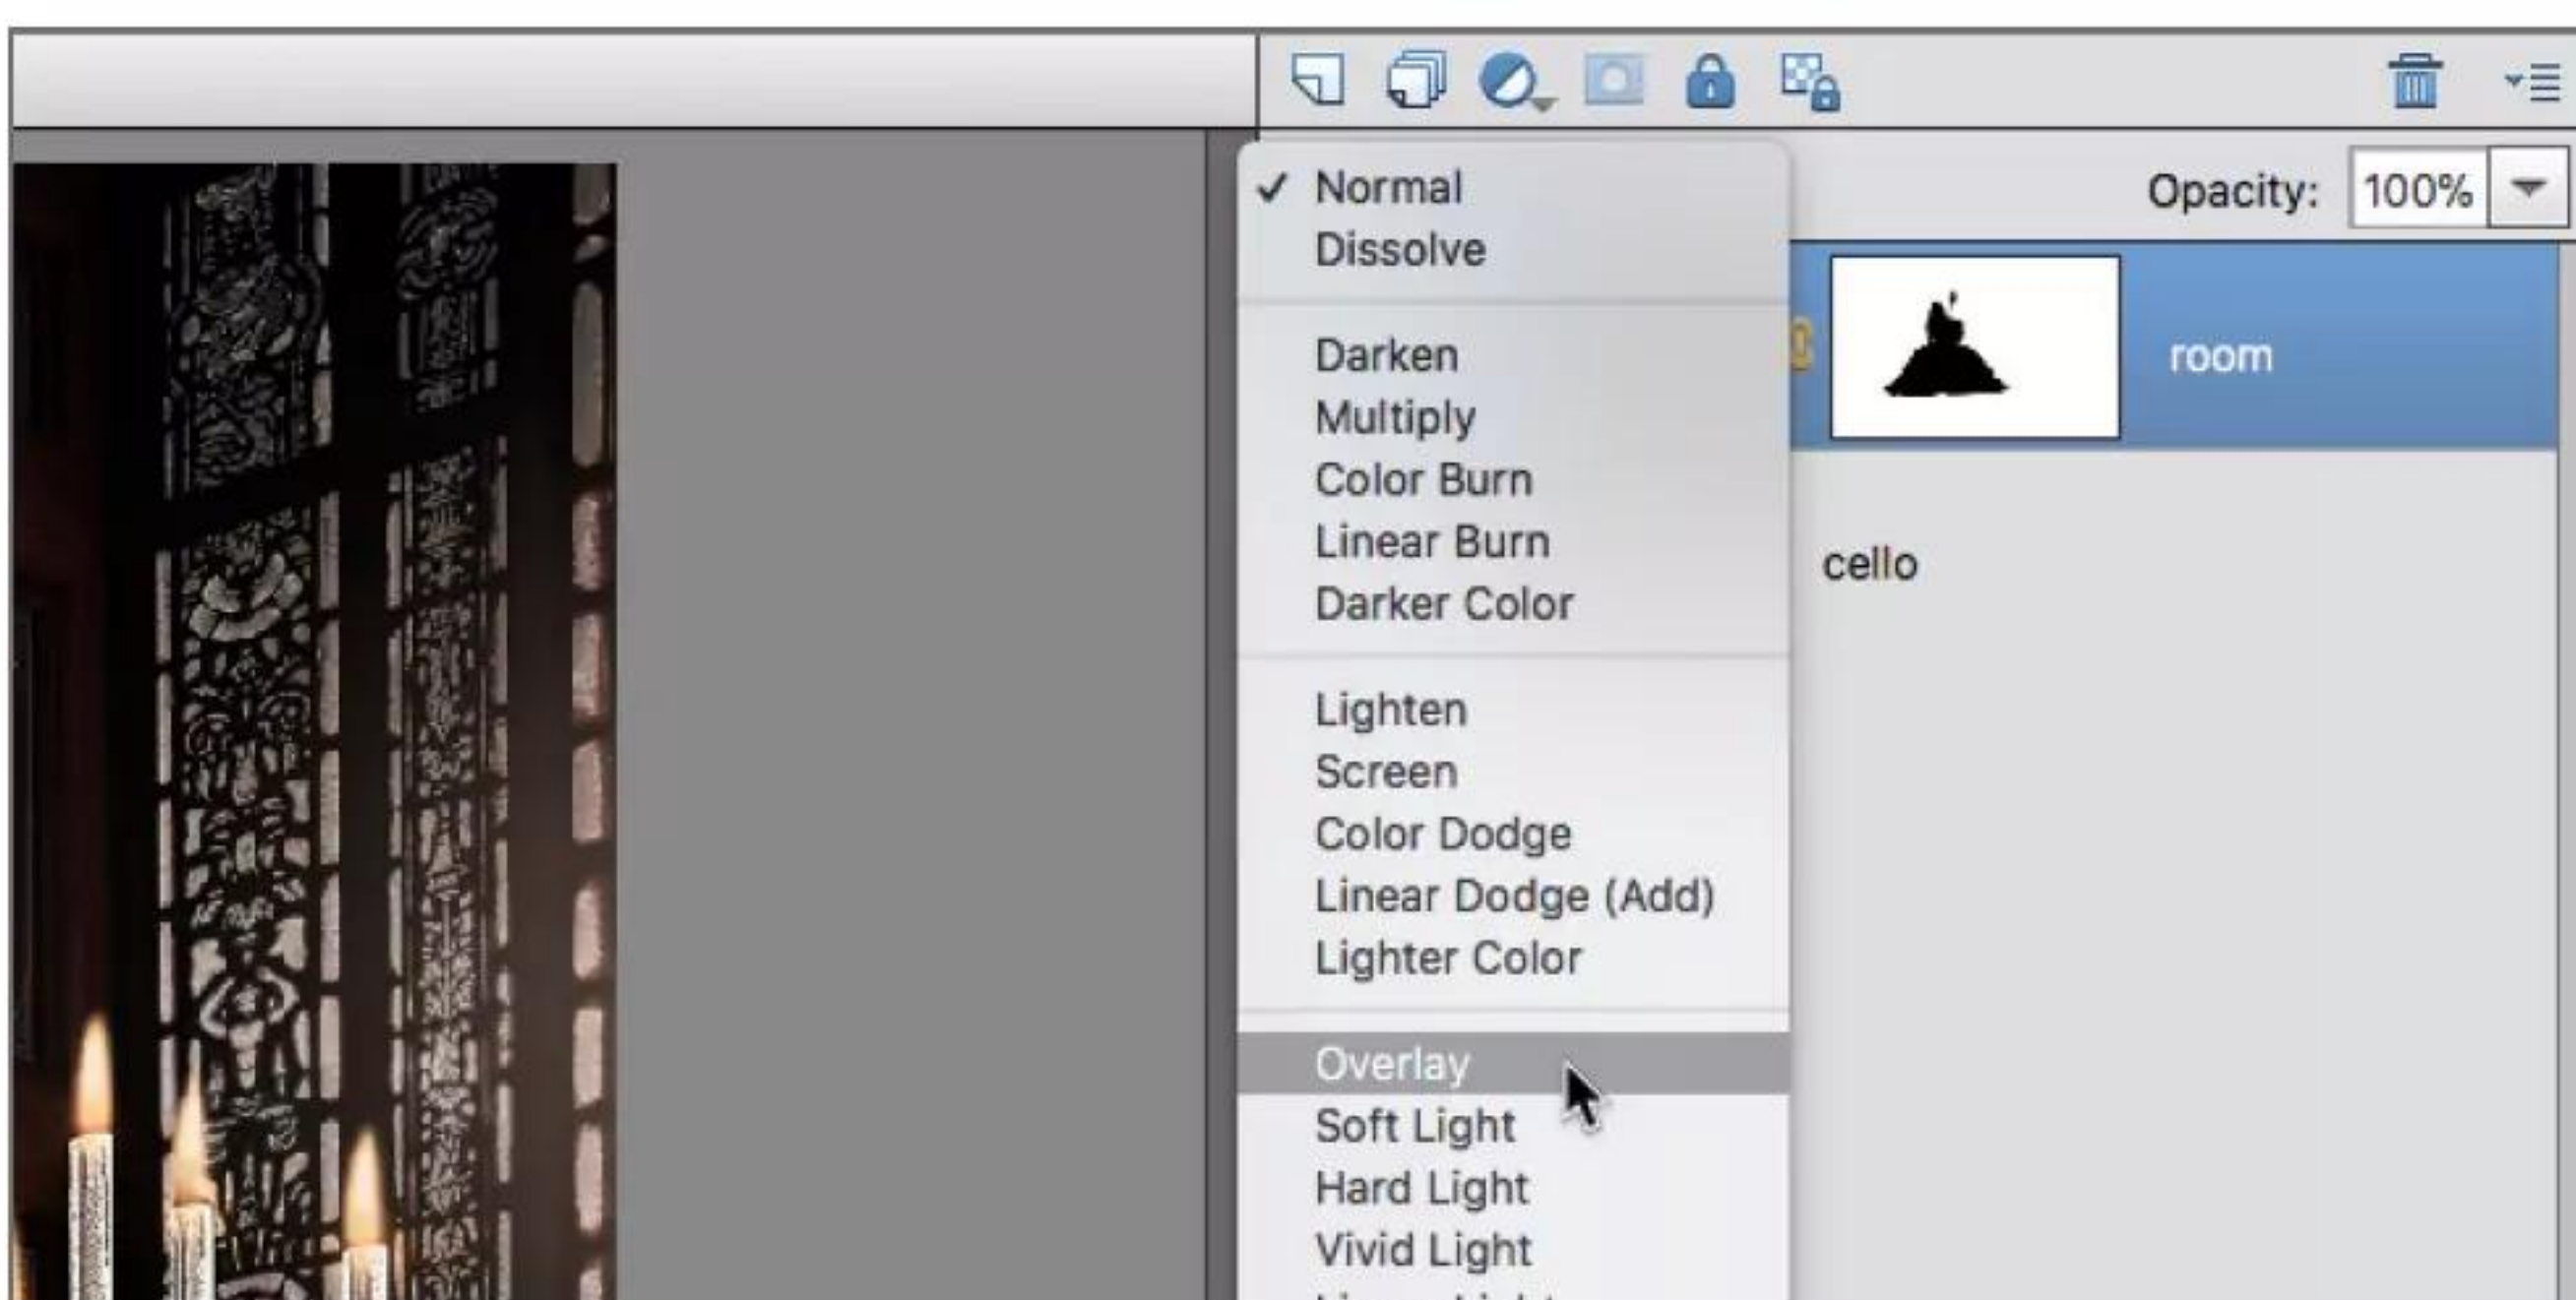 Normal
Dissolve
Opacity: 100%
Darken
room
Multiply
Color Burn
Linear Burn
cello
Darker Color
Lighten
Screen
Color Dodge
Linear Dodge (Add)
Lighter Color
Overlay
Soft Light
Hard Light
Vivid Light